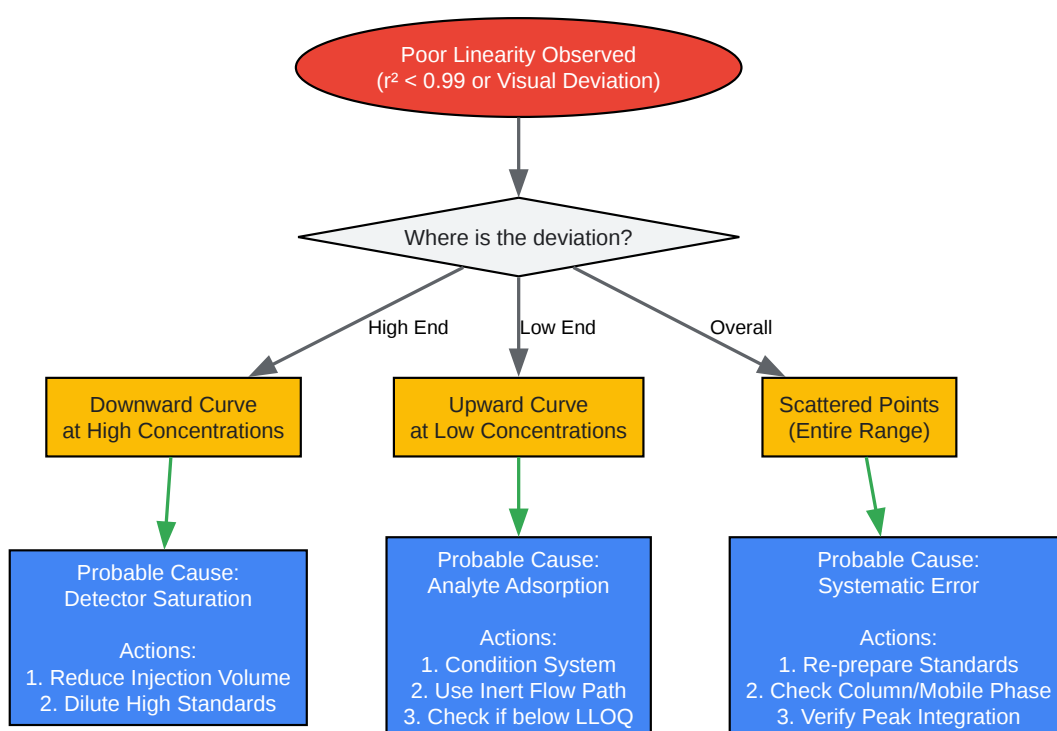 Poor Linearity Observed
(r² < 0.99 or Visual Deviation)
Where is the deviation?
High End
Low End
Overall
Downward Curve
at High Concentrations
Upward Curve
at Low Concentrations
Scattered Points
(Entire Range)
Probable Cause:
Detector Saturation
Actions:
1. Reduce Injection Volume
2. Dilute High Standards
Probable Cause:
Analyte Adsorption
Actions:
1. Condition System
2. Use Inert Flow Path
3. Check if below LLOQ
Probable Cause:
Systematic Error
Actions:
1. Re-prepare Standards
2. Check Column/Mobile Phase
3. Verify Peak Integration